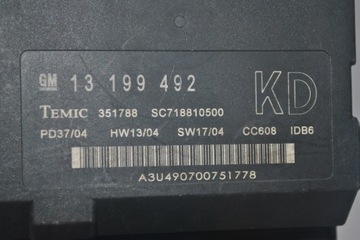 GM 13 199 492
KD
TEMIC 351788 SC718810500
PD37/04 HW13/04 SW17/04 CC608 IDB6
A3U490700751778